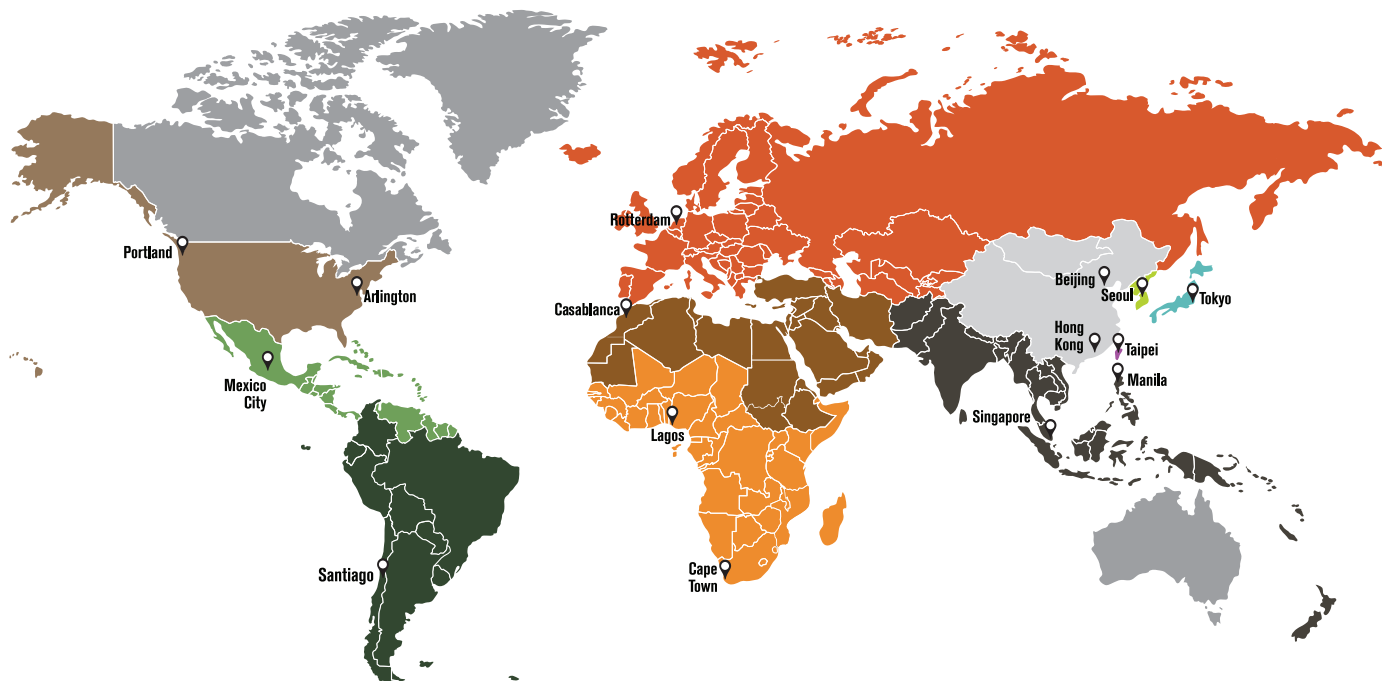 Rotterdam
Portland
Arlington
Casablanca
Beijing
Seoul
Tokyo
Hong
Kong
Taipei
Mexico
City
Manila
Lagos
Singapore
Santiago
Cape
Town